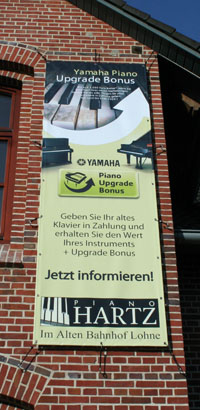 Yamaha Piano
Upgrade Bonus
YAMAHA
Piano
Upgrade
Bonus
Geben Sie Ihr altes
Klavier in Zahlung und
erhalten Sie den Wert
Ihres Instruments
+ Upgrade Bonus
Jetzt informieren!
PIANO
HARTZ
Im Alten Bahnhof Lohne